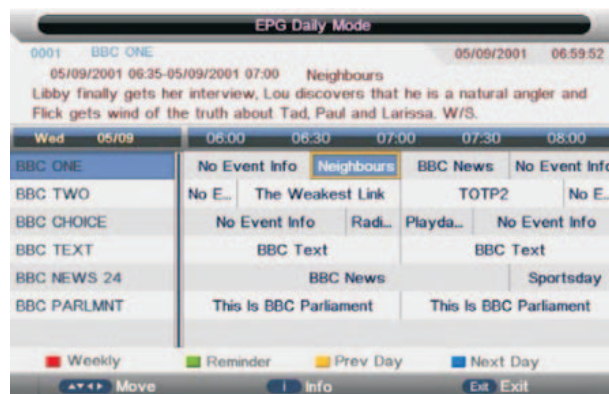 EPG Daily Mode
0001 BBC ONE 05/09/2001 06:59:52
05/09/2001 06:35-05/09/2001 07:00 Neighbours
Libby finally gets her interview, Lou discovers that he is a natural angler and
Flick gets wind of the truth about Tad, Paul and Larissa. W/S.
Wed 05/09 06:00 06:30 07:00 07:30 08:00
BBC ONE No Event Info Neighbours BBC News No Event Info
BBC TWO No E... The Weakest Link TOTP2 No E...
BBC CHOICE No Event Info Radi... Playda... No Event Info
BBC TEXT BBC Text BBC Text
BBC NEWS 24 BBC News Sportsday
BBC PARLMNT This Is BBC Parliament This Is BBC Parliament
Weekly Reminder Prev Day Next Day
Move i Info Exit Exit